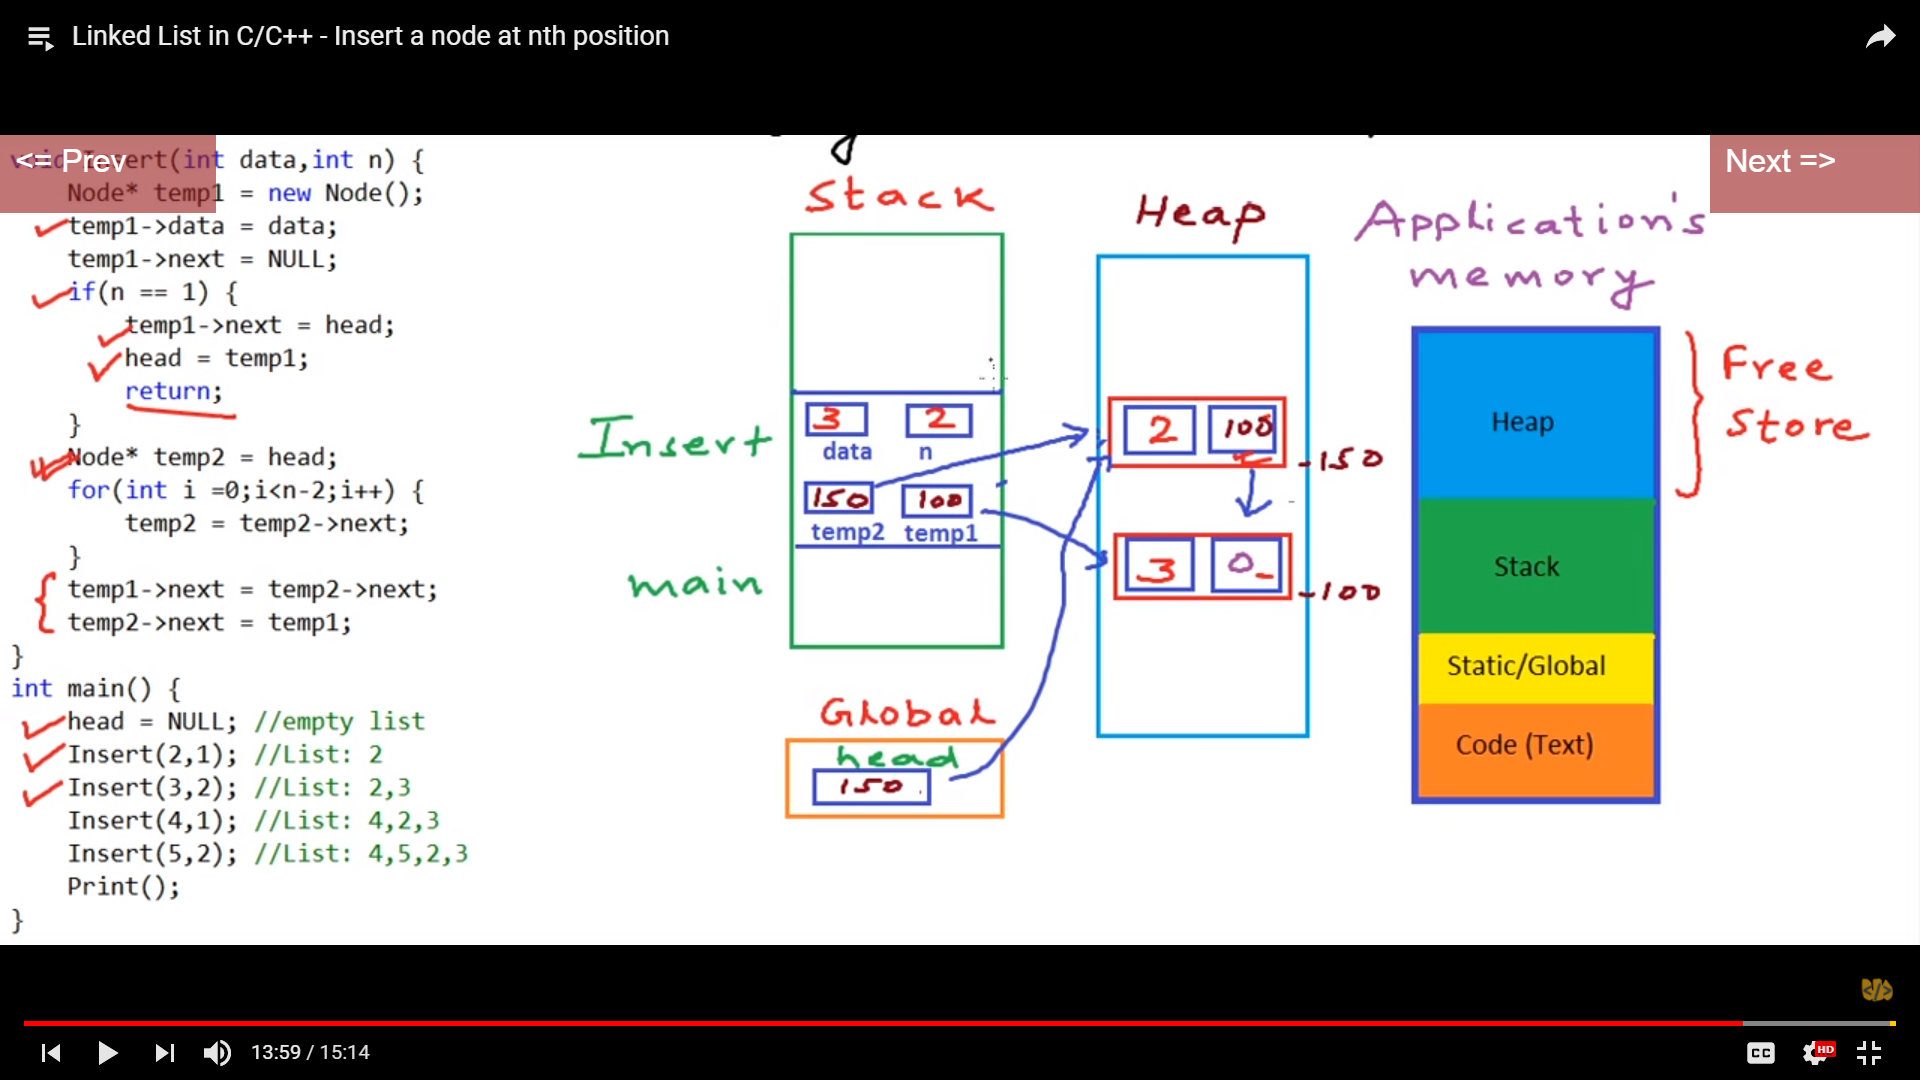 Linked List in C/C++ - Insert a node at nth position
<= Prev
Next =>
void Insert(int data,int n) {
Node* temp1 = new Node();
temp1->data = data;
temp1->next = NULL;
if(n == 1) {
temp1->next = head;
head = temp1;
return;
}
Node* temp2 = head;
for(int i =0;i<n-2;i++) {
temp2 = temp2->next;
}
temp1->next = temp2->next;
temp2->next = temp1;
}
int main() {
head = NULL; //empty list
Insert(2,1); //List: 2
Insert(3,2); //List: 2,3
Insert(4,1); //List: 4,2,3
Insert(5,2); //List: 4,5,2,3
Print();
}
Stack
Insert
3 2
data n
150 100
temp2 temp1
main
Global
head
150
Heap
2 100 -150
3 0 -100
Application's
memory
Heap
Stack
Static/Global
Code (Text)
Free
Store
13:59 / 15:14
CC
HD